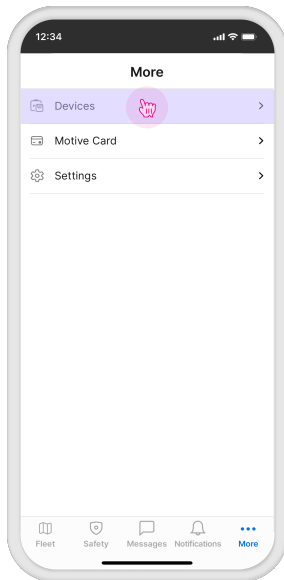 12:34
More
Devices
Motive Card
Settings
Fleet Safety Messages Notifications More